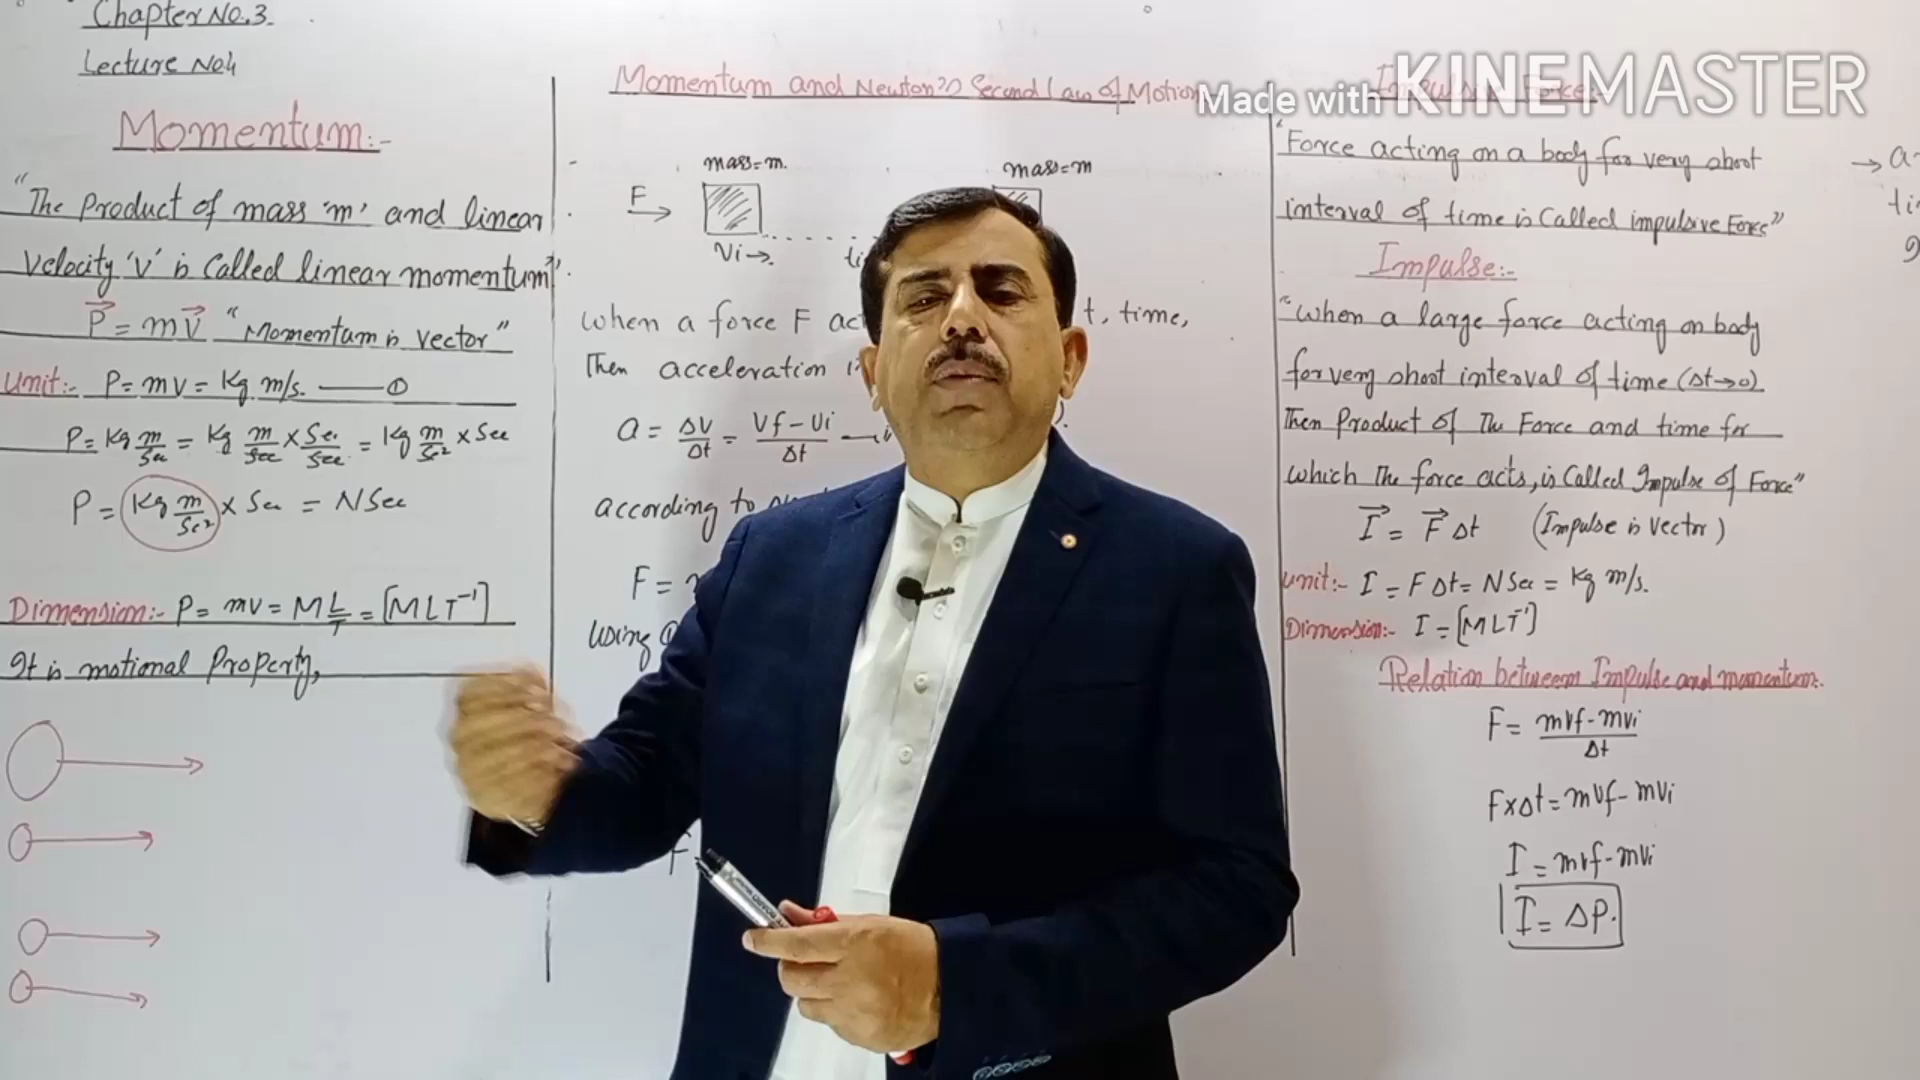 Chapter No.3.
Lecture No4
Momentum:-
"The Product of mass 'm' and linear
Velocity 'V' is Called linear momentum".
P = mV "Momentum is vector"
Unit:- P= mv = Kg m/s. —— ①
P= Kg m/Sec = Kg m/Sec × Sec/Sec = Kg m/Sec² × Sec
P = Kg m/Sec² × Sec = NSec
Dimension:- P= mv = M L/T = [MLT⁻¹]
It is motional Property,
Momentum and Newton's Second Law of Motion
mass=m.
mass=m
F
Vi→
When a force F t, time,
Then acceleration
a = ΔV/Δt = Vf-Vi/Δt
according to
F =
using
F
Made with KINEMASTER
Force:
"Force acting on a body for very short
interval of time is Called impulsive Force"
Impulse:-
"When a large force acting on body
for very short interval of time (Δt→0)
Then Product of The Force and time for
which The force acts, is Called Impulse of Force"
I = F Δt (Impulse is Vector)
Unit:- I = F Δt = NSec = Kg m/s.
Dimension:- I = [MLT⁻¹]
Relation between Impulse and momentum:
F = mVf-mVi/Δt
F×Δt = mVf-mVi
I = mVf-mVi
I = ΔP.